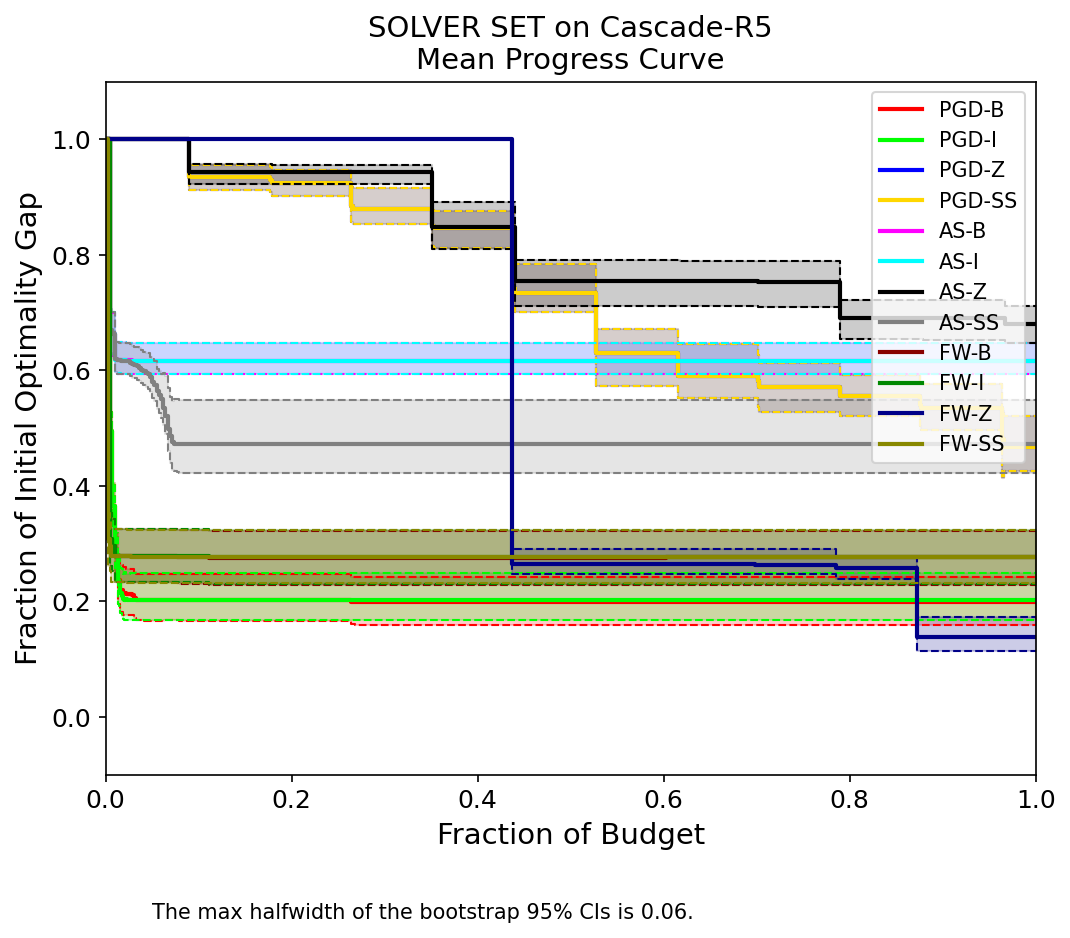 SOLVER SET on Cascade-R5
Mean Progress Curve
Fraction of Initial Optimality Gap
1.0
0.8
0.6
0.4
0.2
0.0
0.0 0.2 0.4 0.6 0.8 1.0
Fraction of Budget
PGD-B
PGD-I
PGD-Z
PGD-SS
AS-B
AS-I
AS-Z
AS-SS
FW-B
FW-I
FW-Z
FW-SS
The max halfwidth of the bootstrap 95% CIs is 0.06.